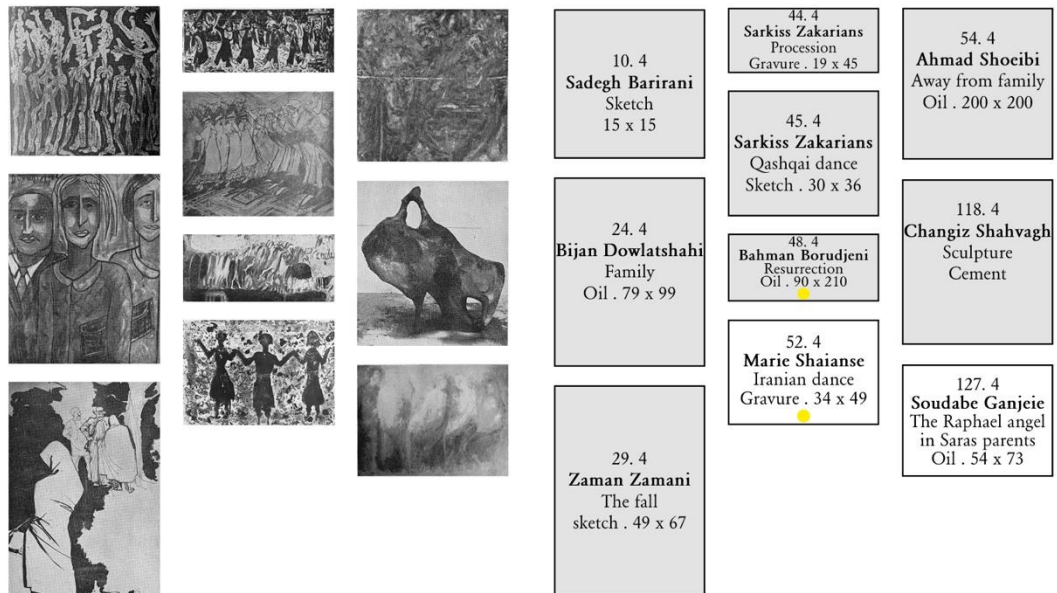 10. 4
Sadegh Barirani
Sketch
15 x 15
24. 4
Bijan Dowlatshahi
Family
Oil . 79 x 99
29. 4
Zaman Zamani
The fall
sketch . 49 x 67
44. 4
Sarkiss Zakarians
Procession
Gravure . 19 x 45
45. 4
Sarkiss Zakarians
Qashqai dance
Sketch . 30 x 36
48. 4
Bahman Borudjeni
Resurrection
Oil . 90 x 210
52. 4
Marie Shaianse
Iranian dance
Gravure . 34 x 49
54. 4
Ahmad Shoeibi
Away from family
Oil . 200 x 200
118. 4
Changiz Shahvagh
Sculpture
Cement
127. 4
Soudabe Ganjeie
The Raphael angel
in Saras parents
Oil . 54 x 73